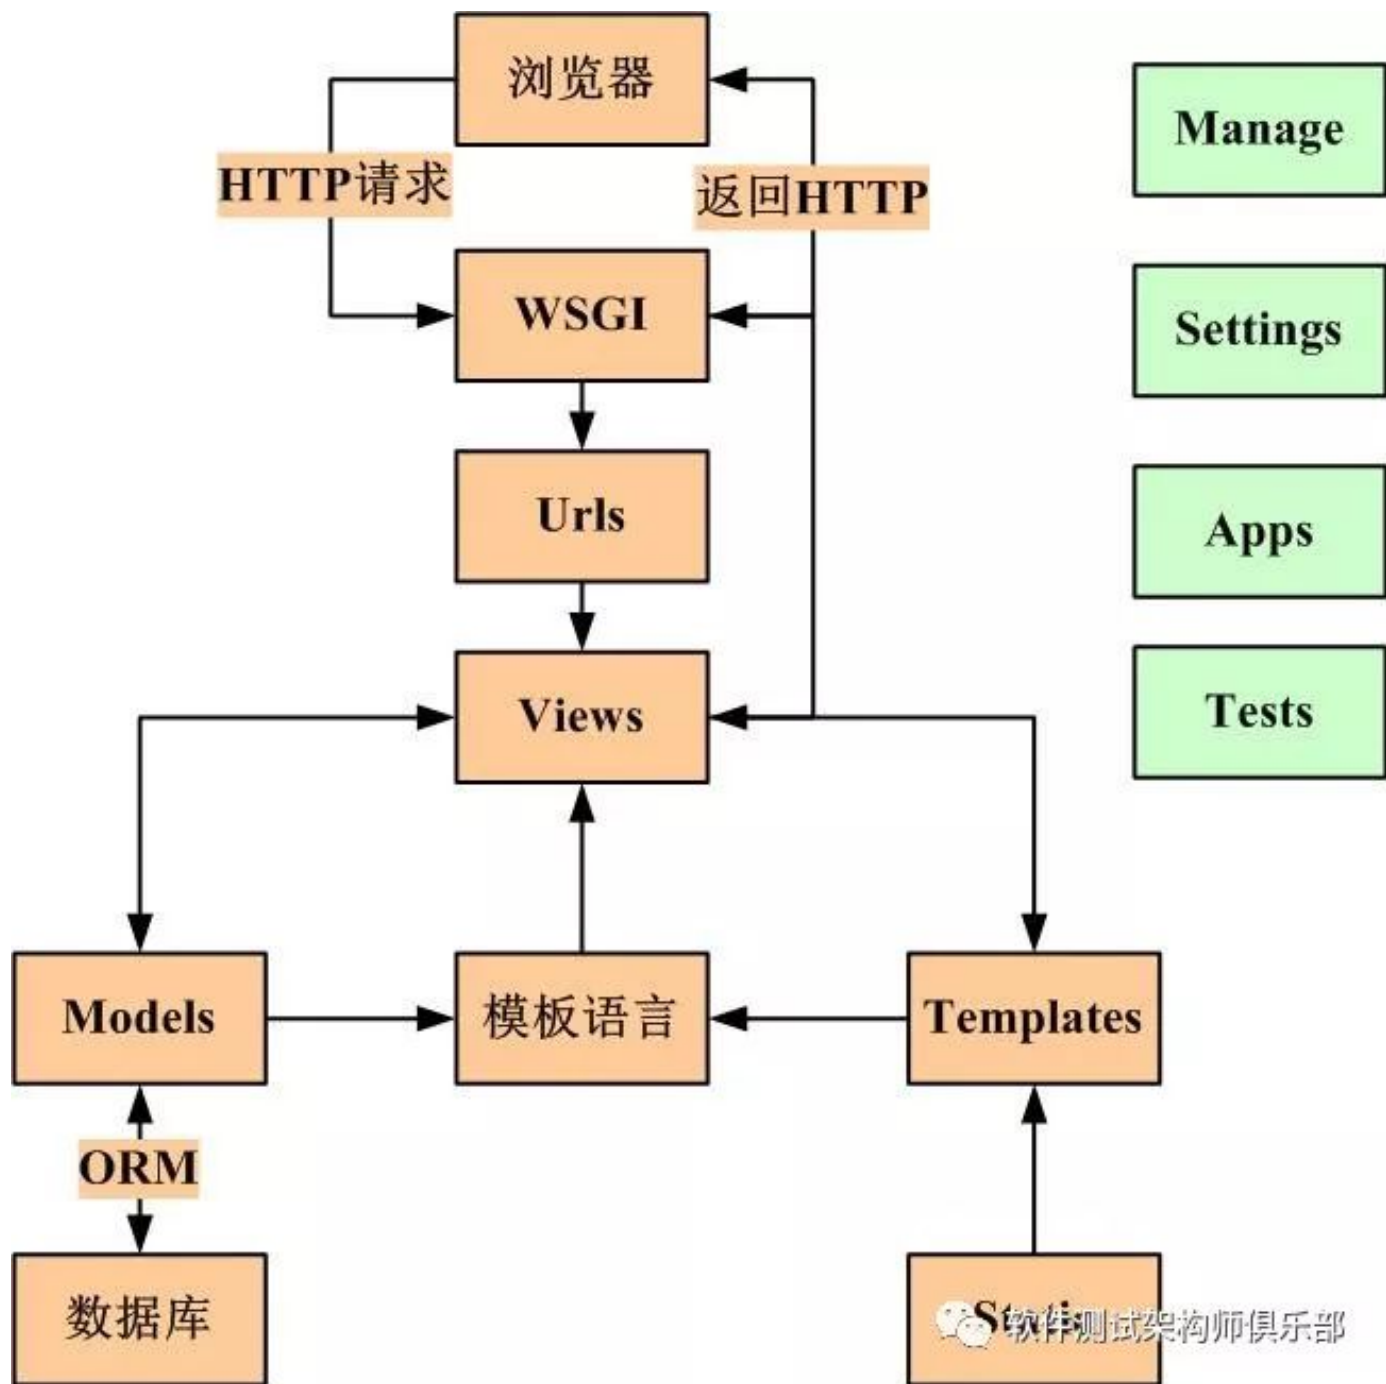 浏览器
Manage
HTTP请求
返回HTTP
WSGI
Settings
Urls
Apps
Views
Tests
Models
模板语言
Templates
ORM
数据库
软件测试架构师俱乐部